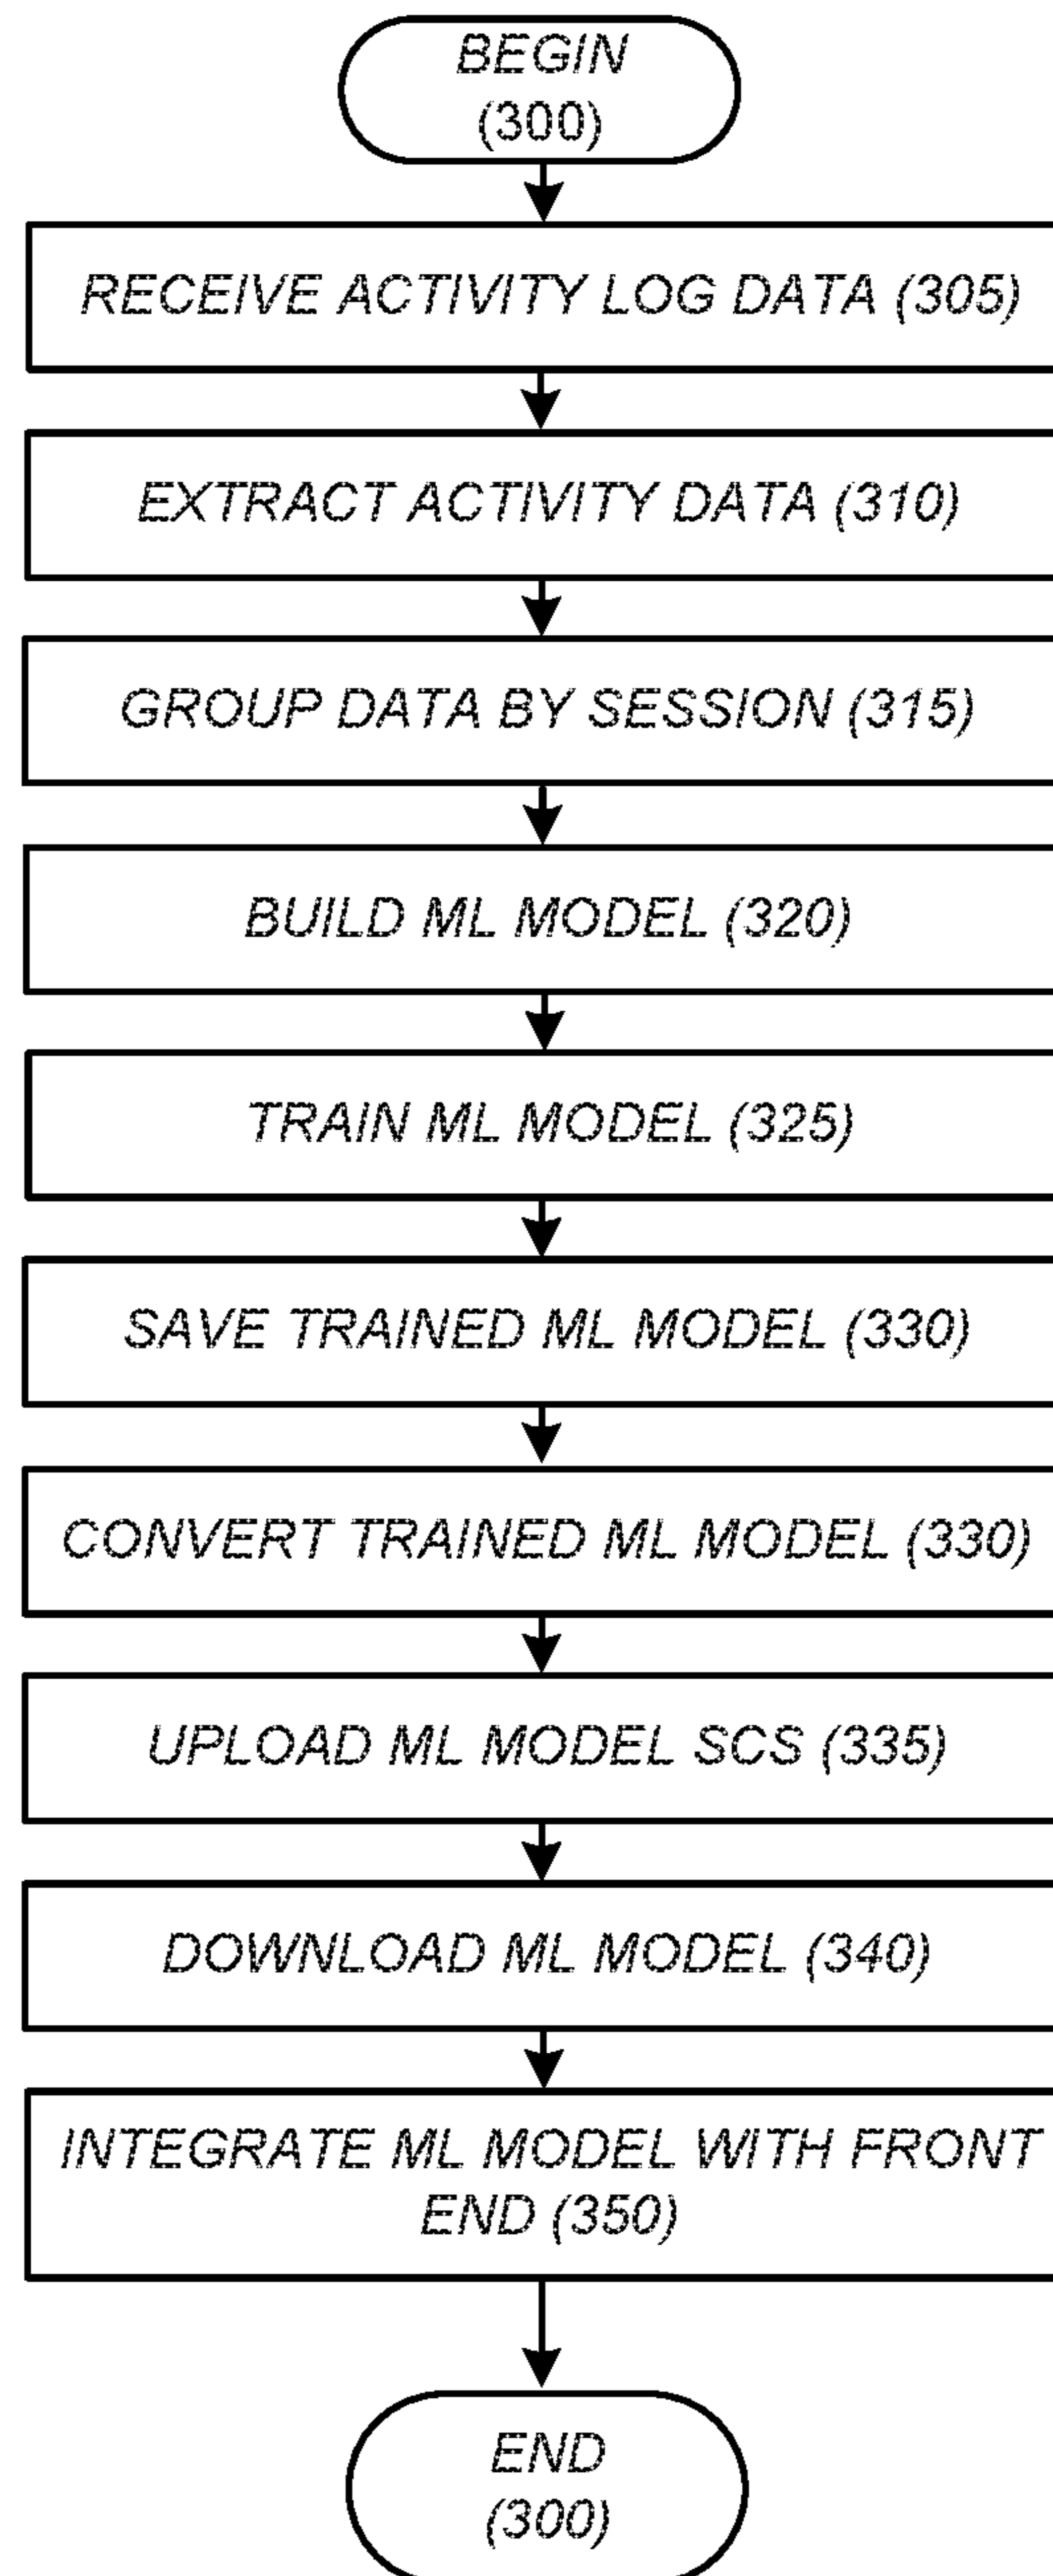 BEGIN
(300)
RECEIVE ACTIVITY LOG DATA (305)
EXTRACT ACTIVITY DATA (310)
GROUP DATA BY SESSION (315)
BUILD ML MODEL (320)
TRAIN ML MODEL (325)
SAVE TRAINED ML MODEL (330)
CONVERT TRAINED ML MODEL (330)
UPLOAD ML MODEL SCS (335)
DOWNLOAD ML MODEL (340)
INTEGRATE ML MODEL WITH FRONT
END (350)
END
(300)